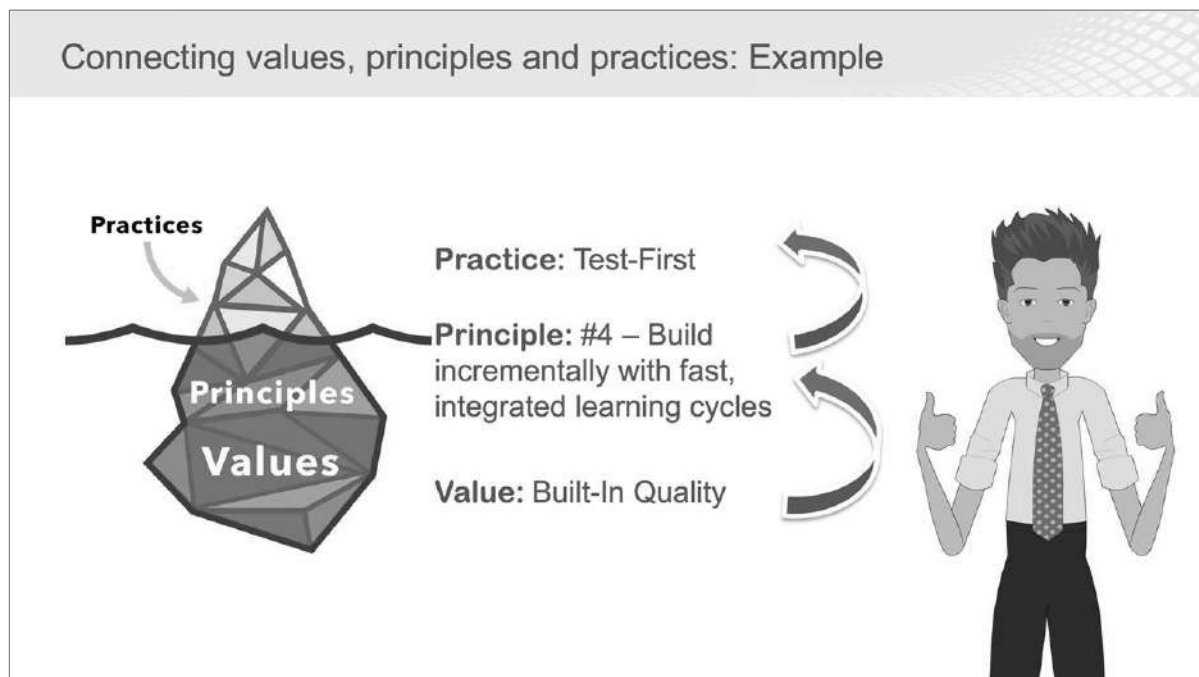 Connecting values, principles and practices: Example
Practices
Principles
Values
Practice: Test-First
Principle: #4 – Build
incrementally with fast,
integrated learning cycles
Value: Built-In Quality